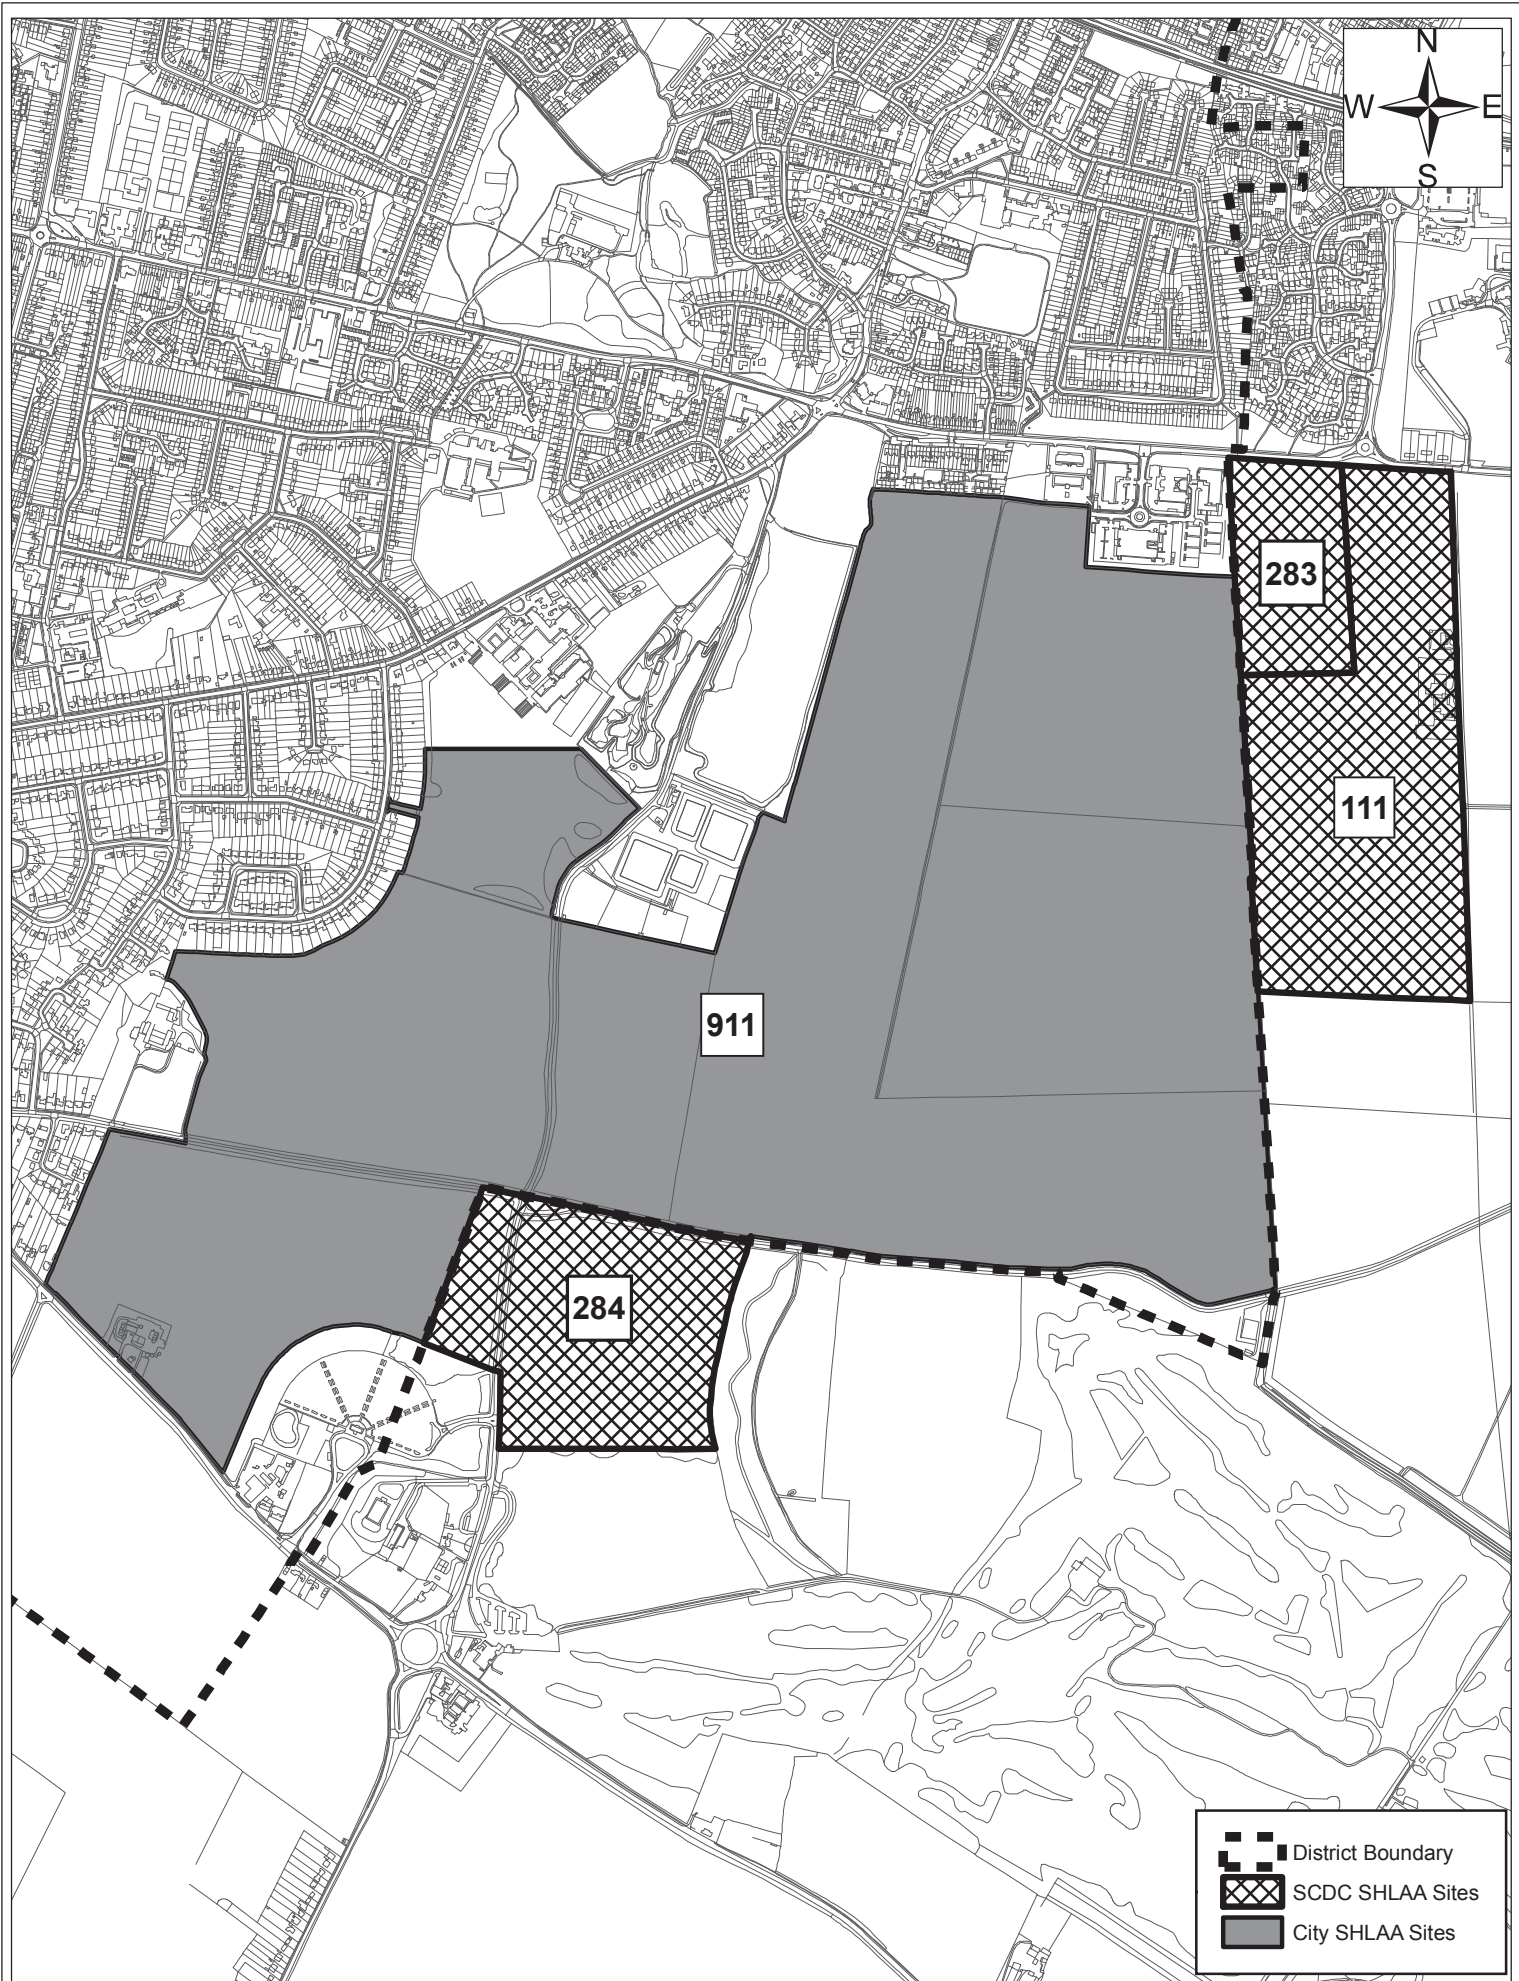 N
W E
S
283
111
911
284
District Boundary
SCDC SHLAA Sites
City SHLAA Sites